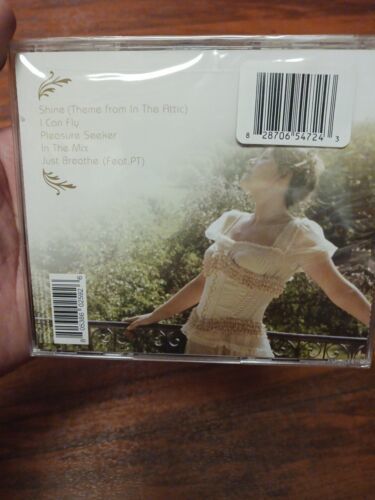 Shine (Theme from In The Attic)
I Can Fly
Pleasure Seeker
In The Mix
Just Breathe (Feat.PT)
8 28706 54724 3